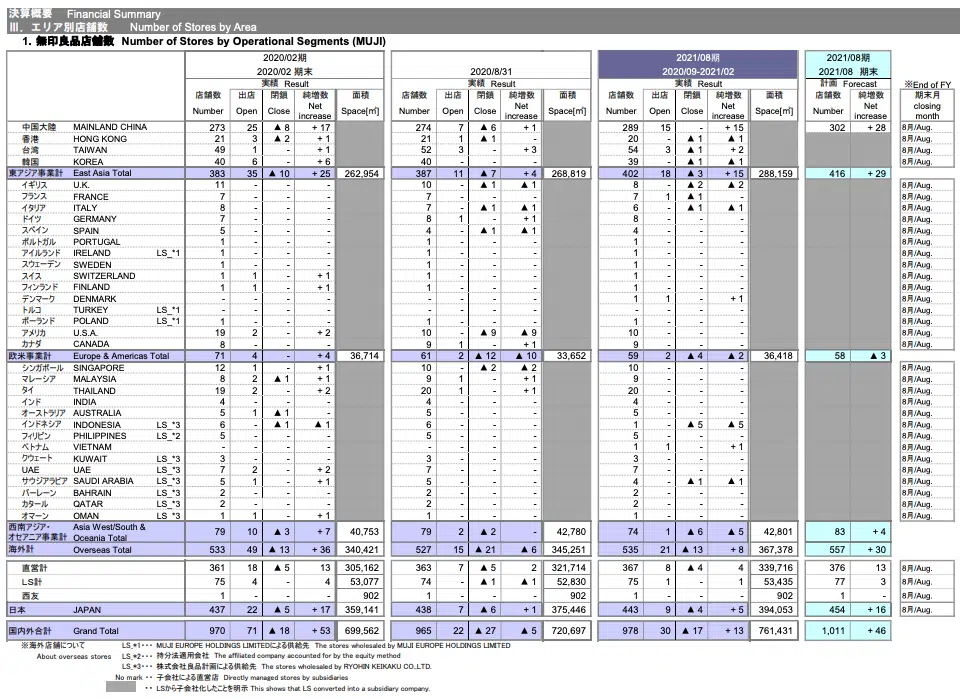 決算概要 Financial Summary
Ⅲ．エリア別店舗数 Number of Stores by Area
1. 無印良品店舗数 Number of Stores by Operational Segments (MUJI)
2020/02期 2021/08期 2021/08期
2020/02 期末 2020/8/31 2020/09-2021/02 2021/08 期末
実績 Result 実績 Result 実績 Result 計画 Forecast ※End of FY
店舗数 出店 閉鎖 純増数 面積 店舗数 出店 閉鎖 純増数 面積 店舗数 出店 閉鎖 純増数 面積 店舗数 純増数 期末月
Number Open Close Net increase Space[㎡] Number Open Close Net increase Space[㎡] Number Open Close Net increase Space[㎡] Number Net increase closing month
中国大陸 MAINLAND CHINA 273 25 ▲ 8 + 17 274 7 ▲ 6 + 1 289 15 - + 15 302 + 28 8月/Aug.
香港 HONG KONG 21 3 ▲ 2 + 1 21 1 ▲ 1 - 20 - ▲ 1 ▲ 1 8月/Aug.
台湾 TAIWAN 49 1 - + 1 52 3 - + 3 54 3 ▲ 1 + 2 8月/Aug.
韓国 KOREA 40 6 - + 6 40 - - - 39 - ▲ 1 ▲ 1 8月/Aug.
東アジア事業計 East Asia Total 383 35 ▲ 10 + 25 262,954 387 11 ▲ 7 + 4 268,819 402 18 ▲ 3 + 15 288,159 416 + 29
イギリス U.K. 11 - - - 10 - ▲ 1 ▲ 1 8 - ▲ 2 ▲ 2 8月/Aug.
フランス FRANCE 7 - - - 7 - - - 7 1 ▲ 1 - 8月/Aug.
イタリア ITALY 8 - - - 7 - ▲ 1 ▲ 1 6 - ▲ 1 ▲ 1 8月/Aug.
ドイツ GERMANY 7 - - - 8 1 - + 1 8 - - - 8月/Aug.
スペイン SPAIN 5 - - - 4 - ▲ 1 ▲ 1 4 - - - 8月/Aug.
ポルトガル PORTUGAL 1 - - - 1 - - - 1 - - - 8月/Aug.
アイルランド IRELAND LS_*1 1 - - - 1 - - - 1 - - - 8月/Aug.
スウェーデン SWEDEN 1 - - - 1 - - - 1 - - - 8月/Aug.
スイス SWITZERLAND 1 1 - + 1 1 - - - 1 - - - 8月/Aug.
フィンランド FINLAND 1 1 - + 1 1 - - - 1 - - - 8月/Aug.
デンマーク DENMARK - - - - - - - - 1 1 - + 1 8月/Aug.
トルコ TURKEY LS_*1 - - - - - - - - - - - - 8月/Aug.
ポーランド POLAND LS_*1 1 - - - 1 - - - 1 - - - 8月/Aug.
アメリカ U.S.A. 19 2 - + 2 10 - ▲ 9 ▲ 9 10 - - - 8月/Aug.
カナダ CANADA 8 - - - 9 1 - + 1 9 - - - 8月/Aug.
欧米事業計 Europe & Americas Total 71 4 - + 4 36,714 61 2 ▲ 12 ▲ 10 33,652 59 2 ▲ 4 ▲ 2 36,418 58 ▲ 3
シンガポール SINGAPORE 12 1 - + 1 10 - ▲ 2 ▲ 2 10 - - - 8月/Aug.
マレーシア MALAYSIA 8 2 ▲ 1 + 1 9 1 - + 1 9 - - - 8月/Aug.
タイ THAILAND 19 2 - + 2 20 1 - + 1 20 - - - 8月/Aug.
インド INDIA 4 - - - 4 - - - 4 - - - 8月/Aug.
オーストラリア AUSTRALIA 5 1 ▲ 1 - 5 - - - 5 - - - 8月/Aug.
インドネシア INDONESIA LS_*3 6 - ▲ 1 ▲ 1 6 - - - 1 - ▲ 5 ▲ 5 8月/Aug.
フィリピン PHILIPPINES LS_*2 5 - - - 5 - - - 5 - - - 8月/Aug.
ベトナム VIETNAM - - - - - - - - 1 1 - + 1 8月/Aug.
クウェート KUWAIT LS_*3 3 - - - 3 - - - 3 - - - 8月/Aug.
UAE UAE LS_*3 7 2 - + 2 7 - - - 7 - - - 8月/Aug.
サウジアラビア SAUDI ARABIA LS_*3 5 1 - + 1 5 - - - 4 - ▲ 1 ▲ 1 8月/Aug.
バーレーン BAHRAIN LS_*3 2 - - - 2 - - - 2 - - - 8月/Aug.
カタール QATAR LS_*3 2 - - - 2 - - - 2 - - - 8月/Aug.
オマーン OMAN LS_*3 1 1 - + 1 1 - - - 1 - - - 8月/Aug.
西南アジア・ Asia West/South &
オセアニア事業計 Oceania Total 79 10 ▲ 3 + 7 40,753 79 2 ▲ 2 - 42,780 74 1 ▲ 6 ▲ 5 42,801 83 + 4
海外計 Overseas Total 533 49 ▲ 13 + 36 340,421 527 15 ▲ 21 ▲ 6 345,251 535 21 ▲ 13 + 8 367,378 557 + 30
直営計 361 18 ▲ 5 13 305,162 363 7 ▲ 5 2 321,714 367 8 ▲ 4 4 339,716 376 13 8月/Aug.
LS計 75 4 - 4 53,077 74 - ▲ 1 ▲ 1 52,830 75 1 - 1 53,435 77 3 8月/Aug.
西友 1 - - - 902 1 - - - 902 1 - - - 902 1 - 8月/Aug.
日本 JAPAN 437 22 ▲ 5 + 17 359,141 438 7 ▲ 6 + 1 375,446 443 9 ▲ 4 + 5 394,053 454 + 16 8月/Aug.
国内外合計 Grand Total 970 71 ▲ 18 + 53 699,562 965 22 ▲ 27 ▲ 5 720,697 978 30 ▲ 17 + 13 761,431 1,011 + 46
※海外店舗について LS_*1・・・ MUJI EUROPE HOLDINGS LIMITEDによる供給先 The stores wholesaled by MUJI EUROPE HOLDINGS LIMITED
About overseas stores LS_*2・・・ 持分法適用会社 The affiliated company accounted for by the equity method
LS_*3・・・ 株式会社良品計画による供給先 The stores wholesaled by RYOHIN KEIKAKU CO.,LTD.
No mark ・・ 子会社による直営店 Directly managed stores by subsidiaries
・・ LSから子会社化したことを明示 This shows that LS converted into a subsidiary company.